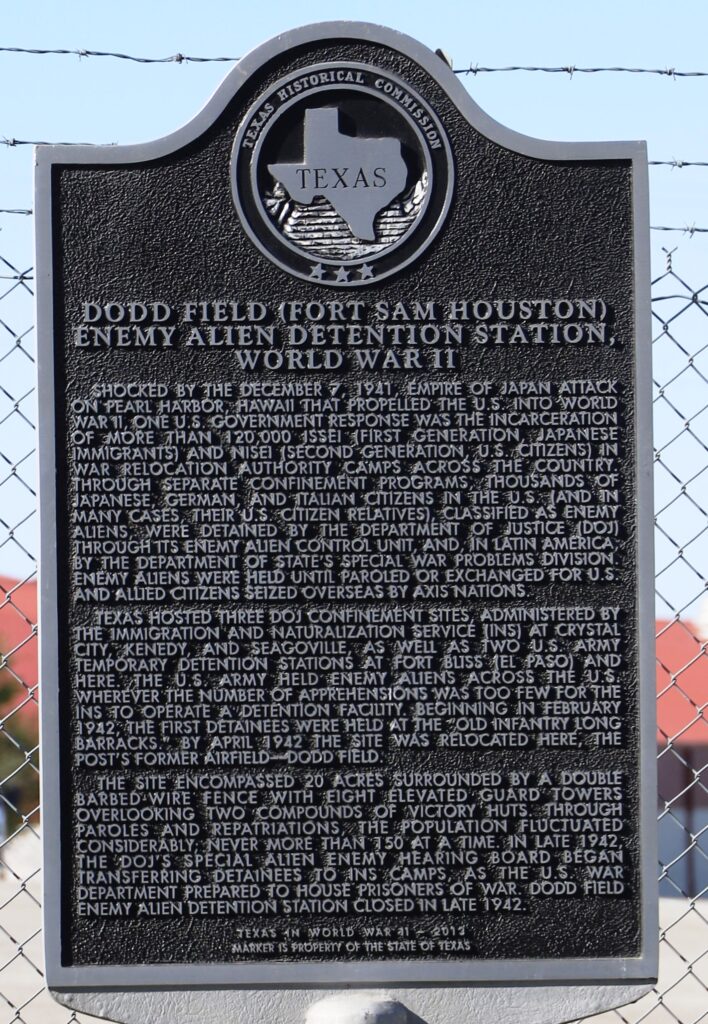 TEXAS HISTORICAL COMMISSION
TEXAS
DODD FIELD (FORT SAM HOUSTON)
ENEMY ALIEN DETENTION STATION,
WORLD WAR II
SHOCKED BY THE DECEMBER 7, 1941, EMPIRE OF JAPAN ATTACK
ON PEARL HARBOR, HAWAII THAT PROPELLED THE U.S. INTO WORLD
WAR II, ONE U.S. GOVERNMENT RESPONSE WAS THE INCARCERATION
OF MORE THAN 120,000 ISSEI (FIRST GENERATION, JAPANESE
IMMIGRANTS) AND NISEI (SECOND GENERATION, U.S. CITIZENS) IN
WAR RELOCATION AUTHORITY CAMPS ACROSS THE COUNTRY.
THROUGH SEPARATE CONFINEMENT PROGRAMS, THOUSANDS OF
JAPANESE, GERMAN, AND ITALIAN CITIZENS IN THE U.S. (AND IN
MANY CASES, THEIR U.S. CITIZEN RELATIVES), CLASSIFIED AS ENEMY
ALIENS, WERE DETAINED BY THE DEPARTMENT OF JUSTICE (DOJ)
THROUGH ITS ENEMY ALIEN CONTROL UNIT AND, IN LATIN AMERICA,
BY THE DEPARTMENT OF STATE'S SPECIAL WAR PROBLEMS DIVISION.
ENEMY ALIENS WERE HELD UNTIL PAROLED OR EXCHANGED FOR U.S.
AND ALLIED CITIZENS SEIZED OVERSEAS BY AXIS NATIONS.
TEXAS HOSTED THREE DOJ CONFINEMENT SITES, ADMINISTERED BY
THE IMMIGRATION AND NATURALIZATION SERVICE (INS) AT CRYSTAL
CITY, KENEDY, AND SEAGOVILLE, AS WELL AS TWO U.S. ARMY
TEMPORARY DETENTION STATIONS AT FORT BLISS (EL PASO) AND
HERE. THE U.S. ARMY HELD ENEMY ALIENS ACROSS THE U.S.
WHEREVER THE NUMBER OF APPREHENSIONS WAS TOO FEW FOR THE
INS TO OPERATE A DETENTION FACILITY. BEGINNING IN FEBRUARY
1942, THE FIRST DETAINEES WERE HELD AT THE "OLD INFANTRY LONG
BARRACKS." BY APRIL 1942 THE SITE WAS RELOCATED HERE, THE
POST'S FORMER AIRFIELD—DODD FIELD.
THE SITE ENCOMPASSED 20 ACRES SURROUNDED BY A DOUBLE
BARBED-WIRE FENCE WITH EIGHT ELEVATED GUARD TOWERS
OVERLOOKING TWO COMPOUNDS OF VICTORY HUTS. THROUGH
PAROLES AND REPATRIATIONS, THE POPULATION FLUCTUATED
CONSIDERABLY, NEVER MORE THAN 150 AT A TIME. IN LATE 1942,
THE DOJ'S SPECIAL ALIEN ENEMY HEARING BOARD BEGAN
TRANSFERRING DETAINEES TO INS CAMPS, AS THE U.S. WAR
DEPARTMENT PREPARED TO HOUSE PRISONERS OF WAR. DODD FIELD
ENEMY ALIEN DETENTION STATION CLOSED IN LATE 1942.
TEXAS IN WORLD WAR II – 2013
MARKER IS PROPERTY OF THE STATE OF TEXAS